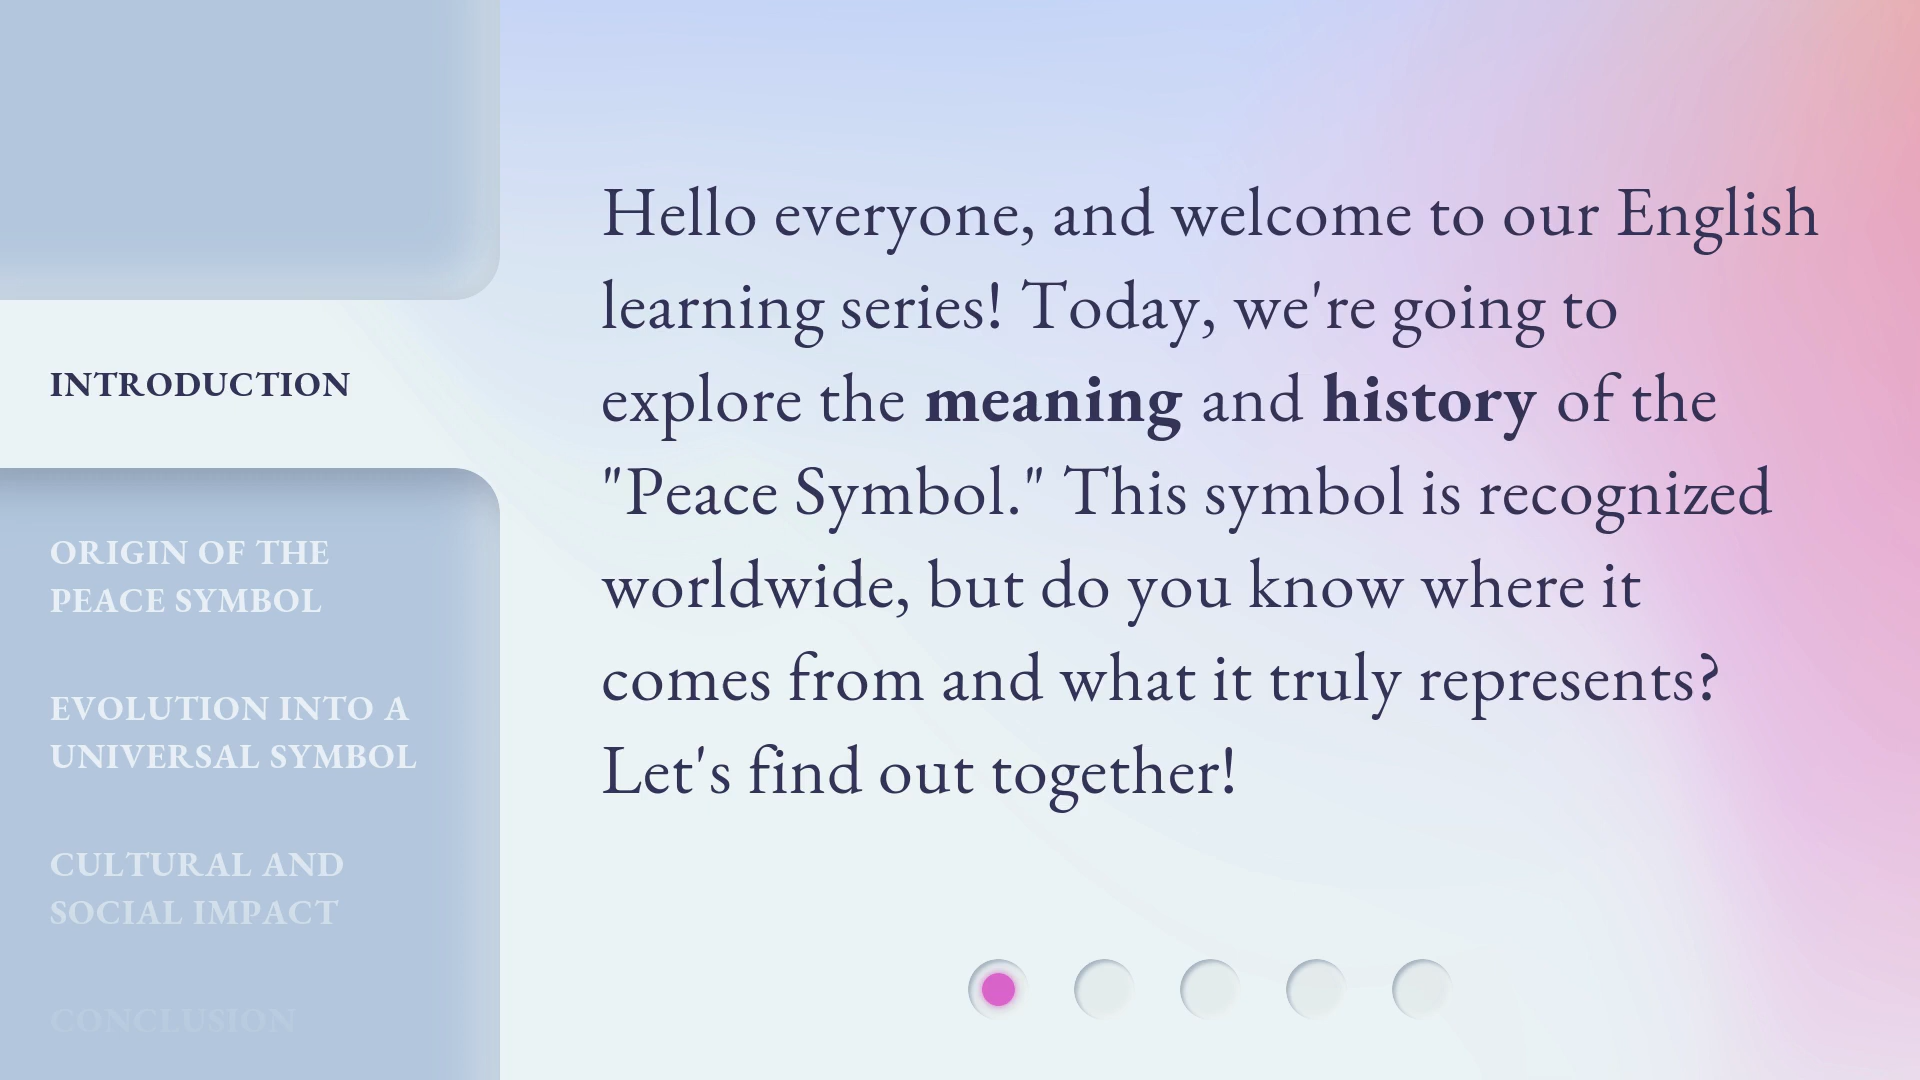 INTRODUCTION
ORIGIN OF THE
PEACE SYMBOL
EVOLUTION INTO A
UNIVERSAL SYMBOL
CULTURAL AND
SOCIAL IMPACT
CONCLUSION
Hello everyone, and welcome to our English
learning series! Today, we're going to
explore the meaning and history of the
"Peace Symbol." This symbol is recognized
worldwide, but do you know where it
comes from and what it truly represents?
Let's find out together!